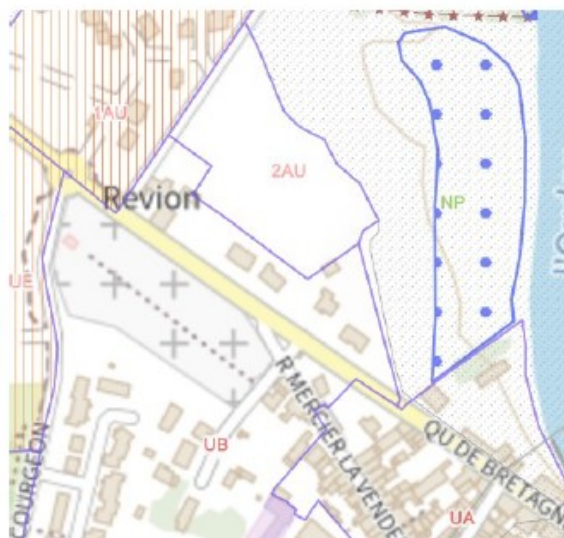 1AU
2AU
Revion
NP
UE
R MERCIER LA VENDE
UB
QU DE BRETAGN
COURGEON
UA